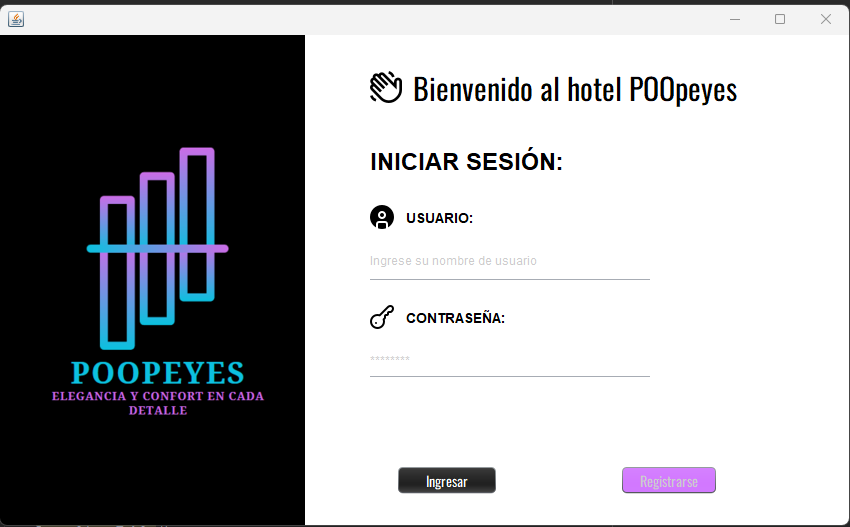 Bienvenido al hotel POOpeyes
INICIAR SESIÓN:
USUARIO:
Ingrese su nombre de usuario
CONTRASEÑA:
********
POOPEYES
ELEGANCIA Y CONFORT EN CADA
DETALLE
Ingresar
Registrarse